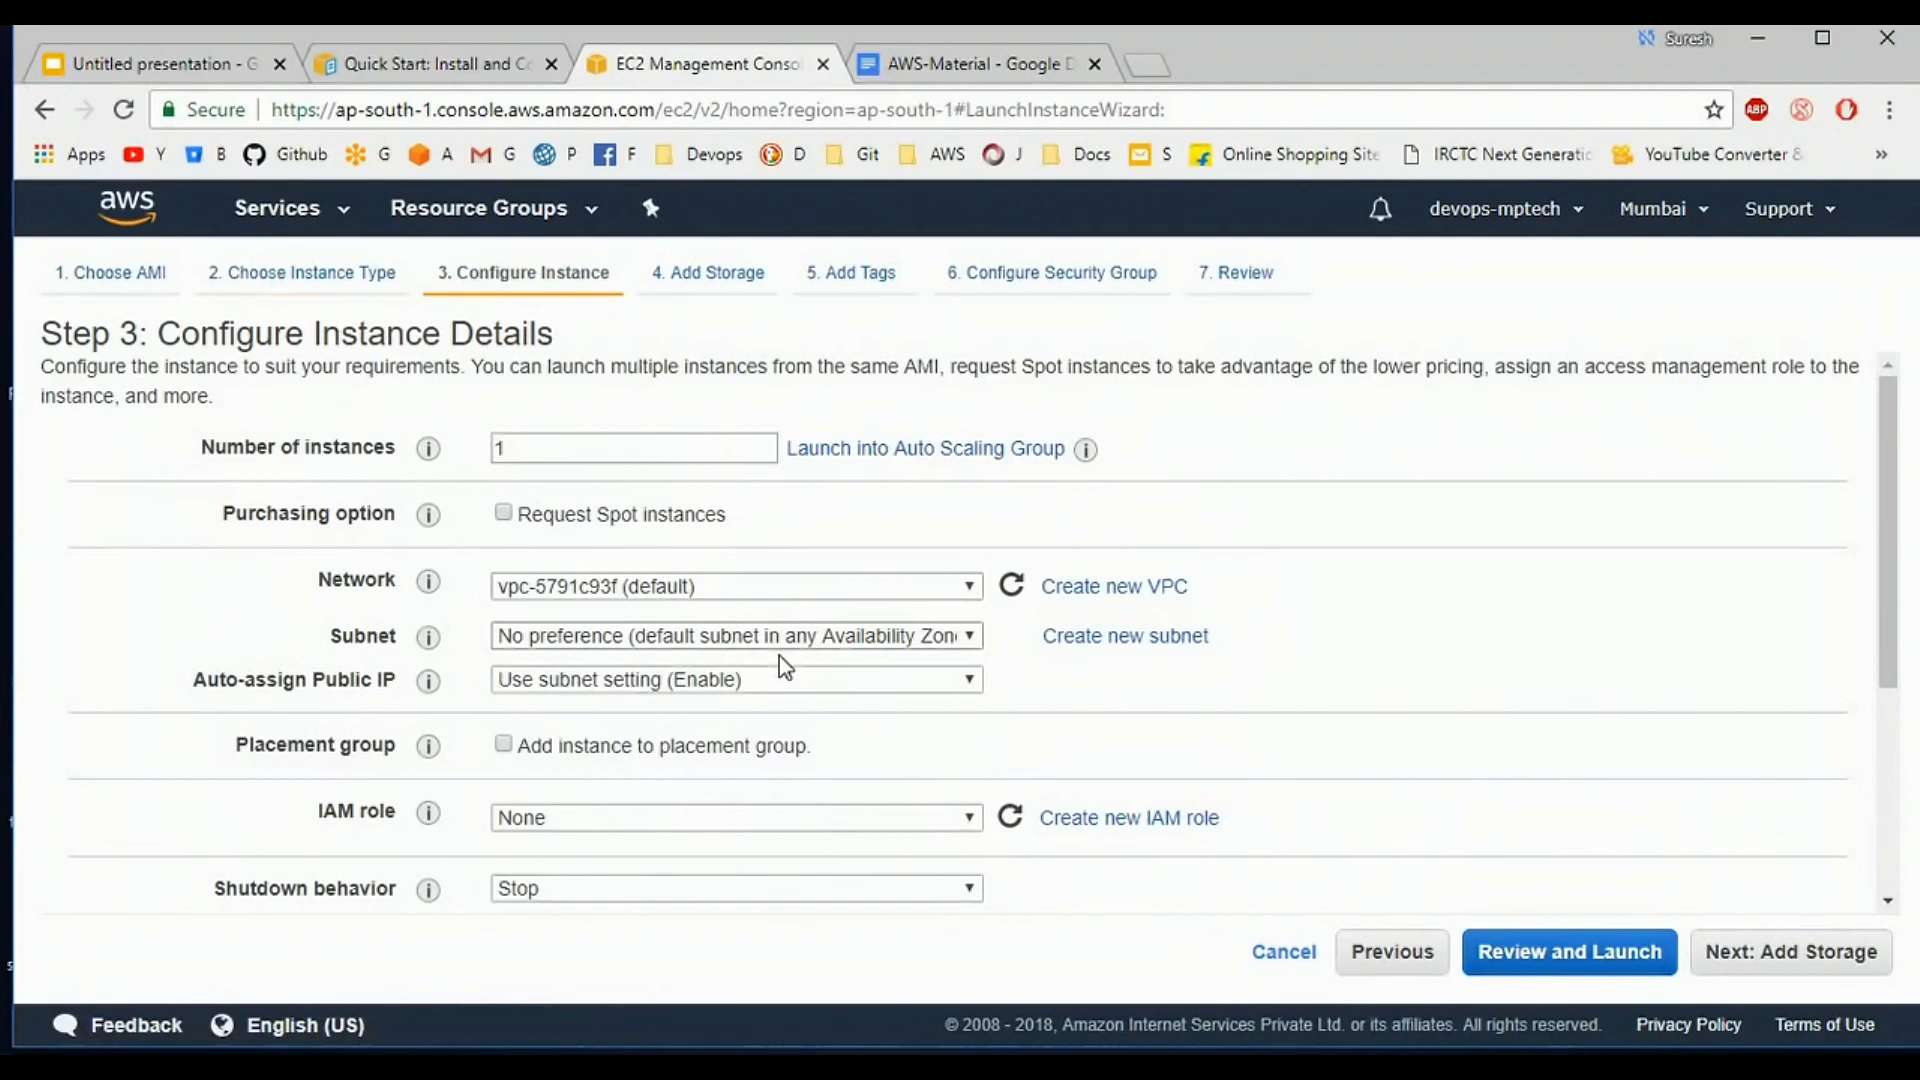 Suresh
Untitled presentation - G
Quick Start: Install and Co
EC2 Management Conso
AWS-Material - Google D
Secure https://ap-south-1.console.aws.amazon.com/ec2/v2/home?region=ap-south-1#LaunchInstanceWizard:
ABP
Apps Y B Github G A G P F Devops D Git AWS J Docs S Online Shopping Site IRCTC Next Generatio YouTube Converter & »
aws Services Resource Groups devops-mptech Mumbai Support
1. Choose AMI 2. Choose Instance Type 3. Configure Instance 4. Add Storage 5. Add Tags 6. Configure Security Group 7. Review
Step 3: Configure Instance Details
Configure the instance to suit your requirements. You can launch multiple instances from the same AMI, request Spot instances to take advantage of the lower pricing, assign an access management role to the
instance, and more.
Number of instances 1 Launch into Auto Scaling Group
Purchasing option Request Spot instances
Network vpc-5791c93f (default) Create new VPC
Subnet No preference (default subnet in any Availability Zon Create new subnet
Auto-assign Public IP Use subnet setting (Enable)
Placement group Add instance to placement group.
IAM role None Create new IAM role
Shutdown behavior Stop
Cancel Previous Review and Launch Next: Add Storage
Feedback English (US) © 2008 - 2018, Amazon Internet Services Private Ltd. or its affiliates. All rights reserved. Privacy Policy Terms of Use